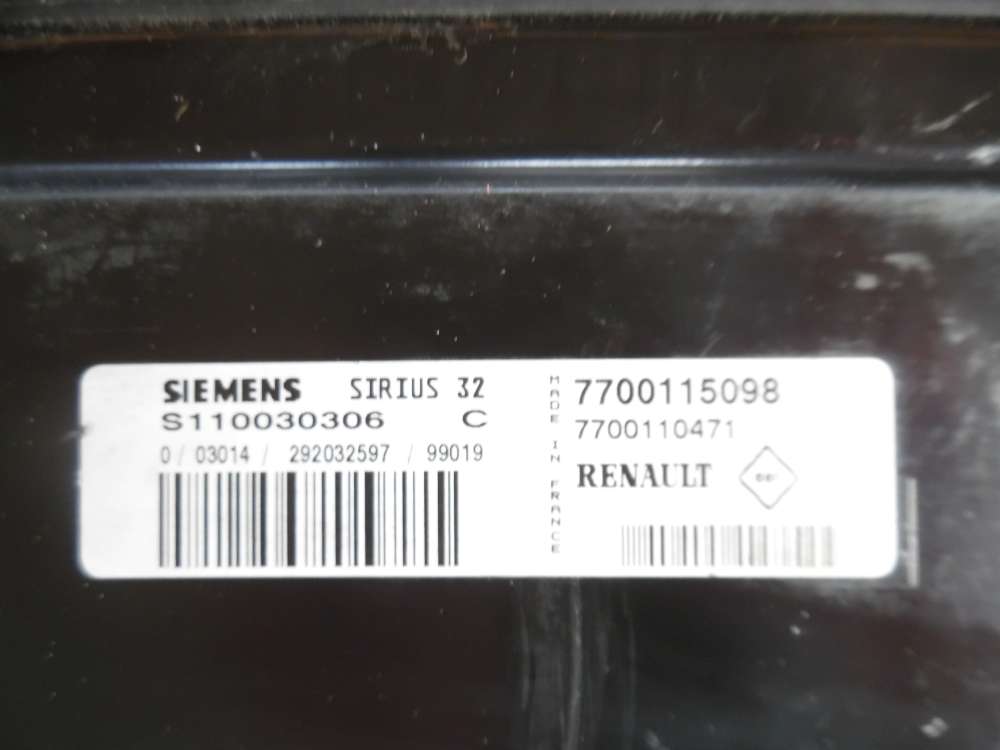 SIEMENS SIRIUS 32
S110030306 C
0 / 03014 / 292032597 / 99019
MADE IN FRANCE
7700115098
7700110471
RENAULT